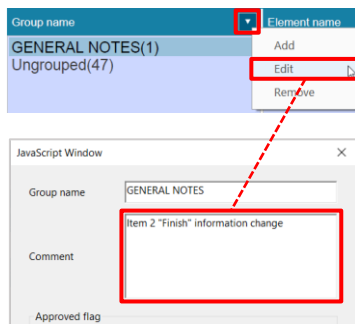 Group name Element name
GENERAL NOTES(1) Add
Ungrouped(47) Edit
Remove
JavaScript Window
Group name GENERAL NOTES
Item 2 "Finish" information change
Comment
Approved flag